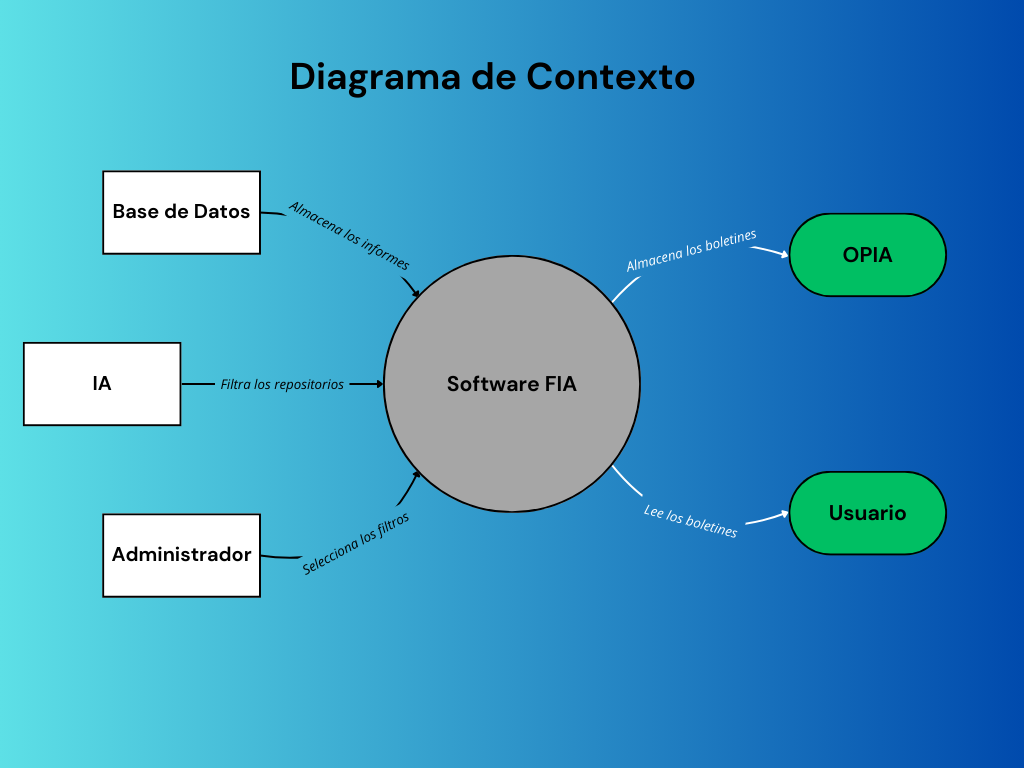 Diagrama de Contexto
Base de Datos
Almacena los informes
Almacena los boletines
OPIA
IA
Filtra los repositorios
Software FIA
Administrador
Selecciona los filtros
Lee los boletines
Usuario